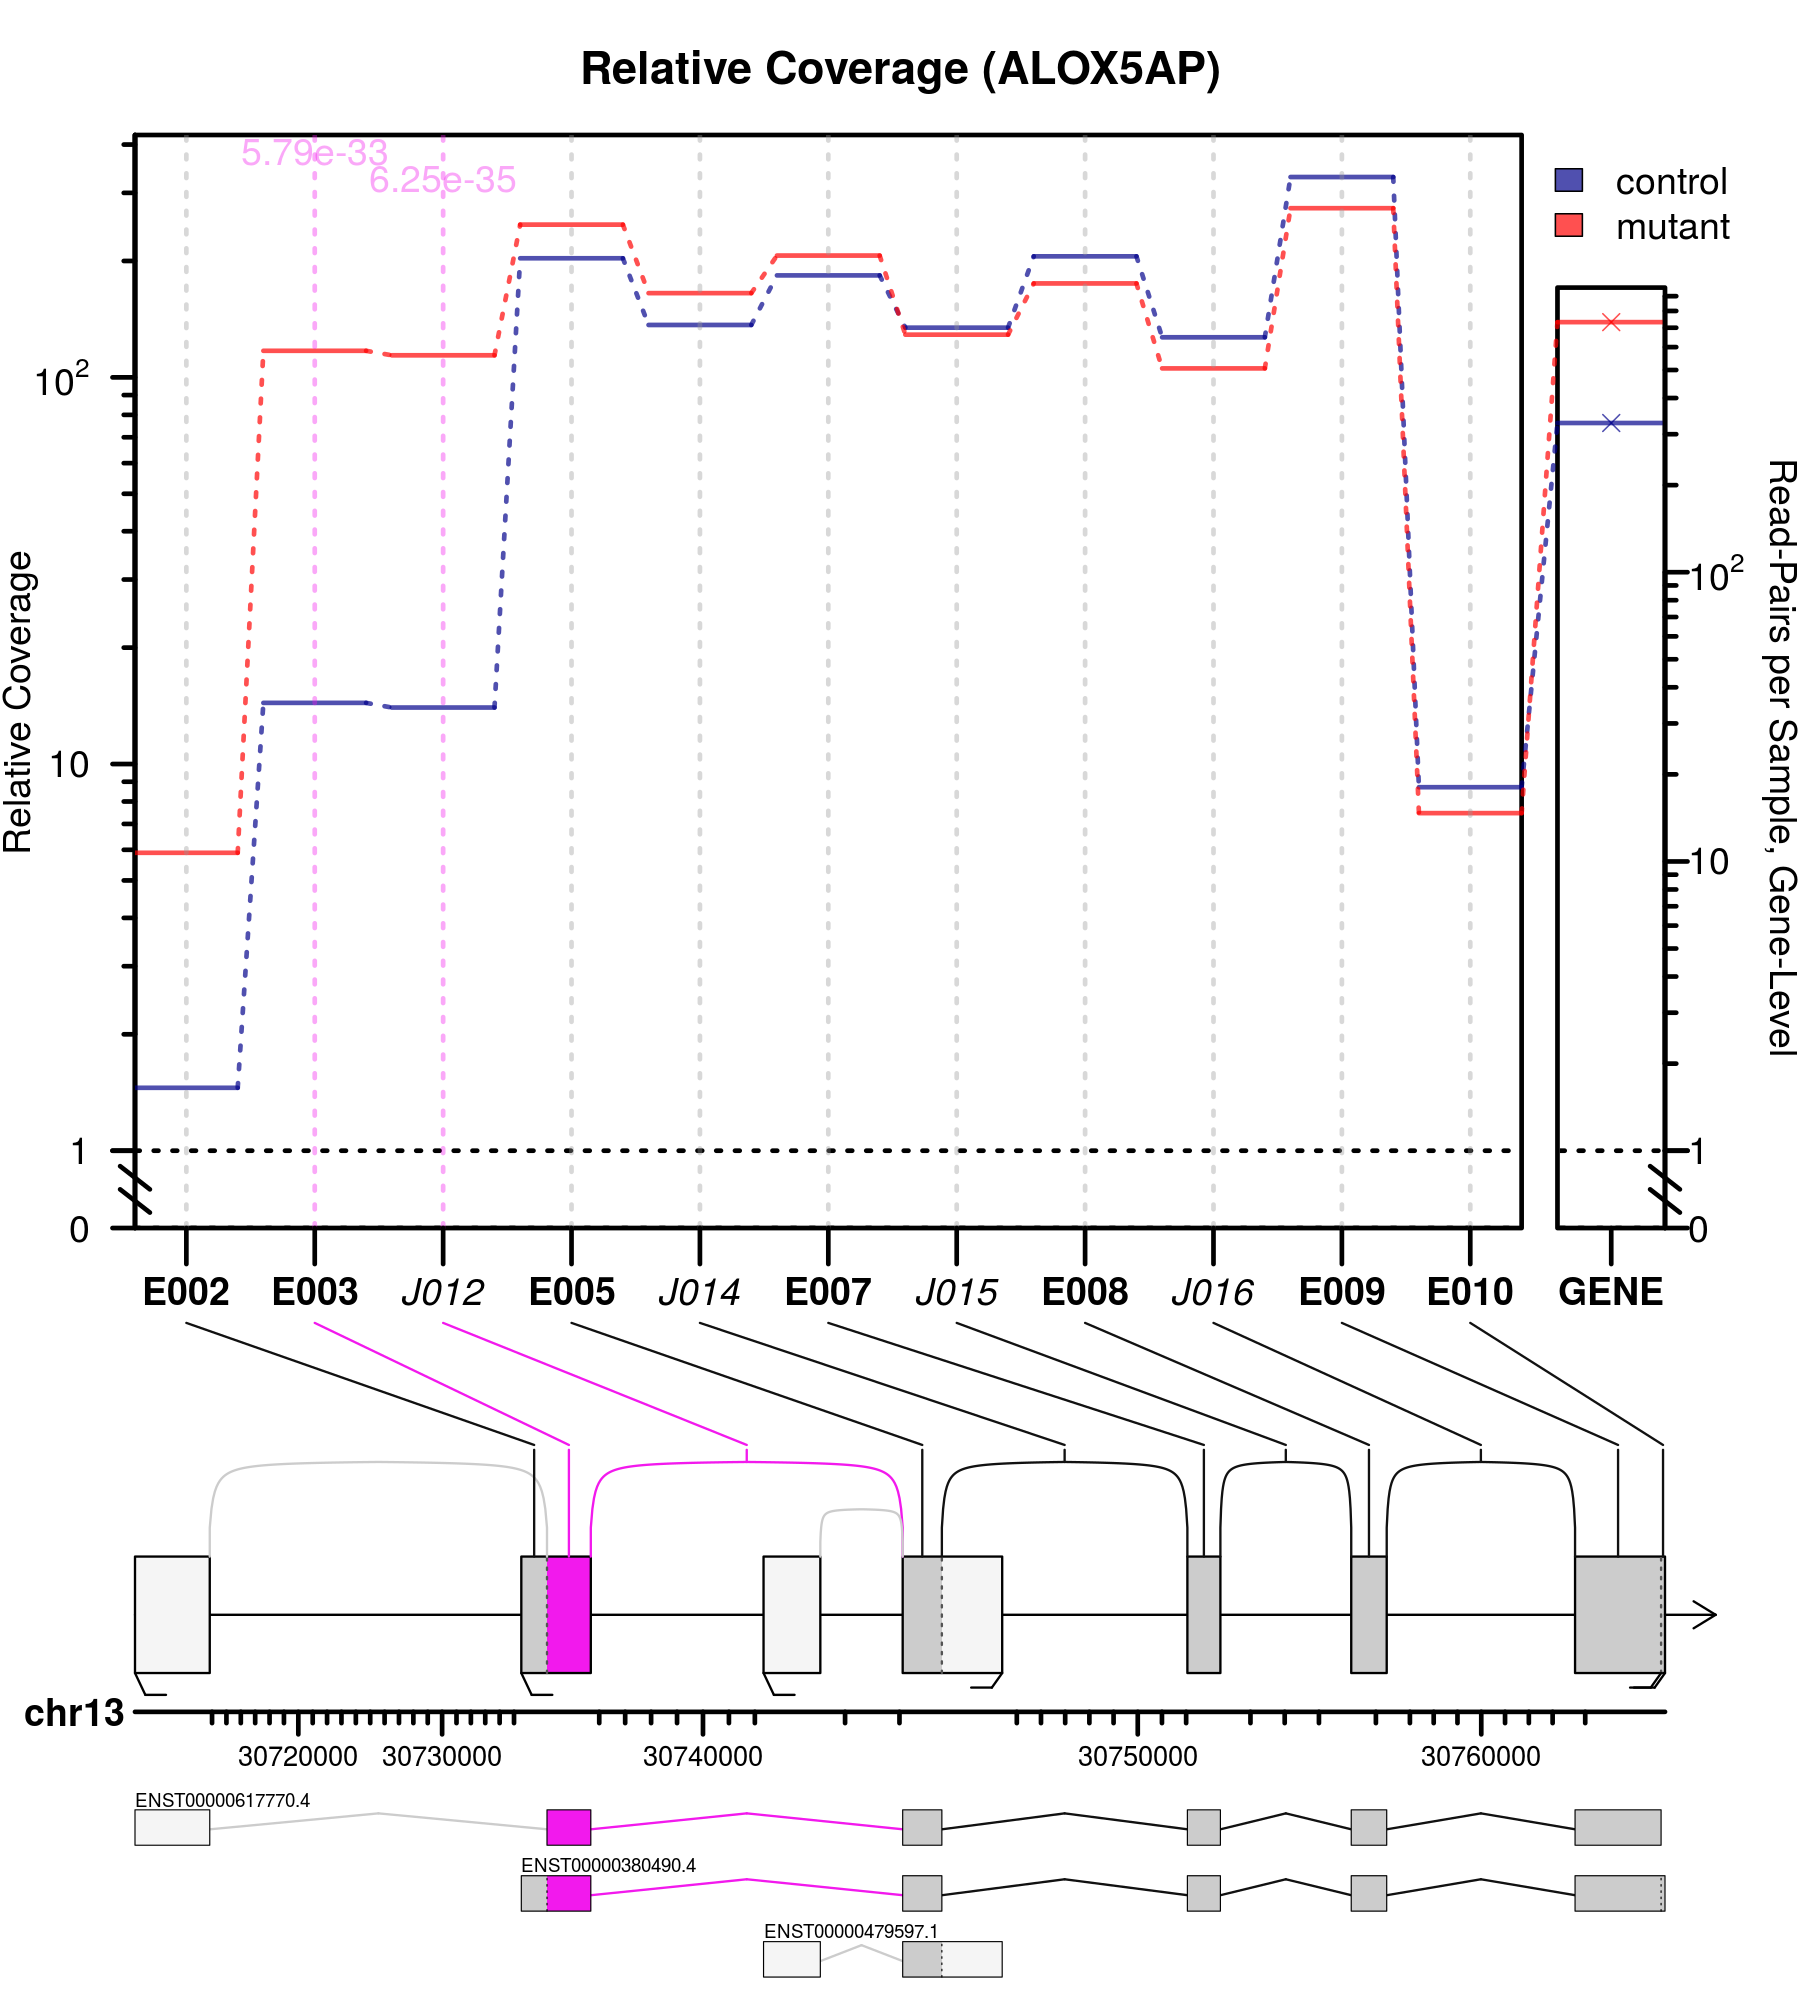 Relative Coverage (ALOX5AP)
5.79e-33
6.25e-35
control
mutant
Relative Coverage
10²
10
1
0
Read-Pairs per Sample, Gene-Level
10²
10
1
0
E002 E003 J012 E005 J014 E007 J015 E008 J016 E009 E010 GENE
chr13
30720000 30730000 30740000 30750000 30760000
ENST00000617770.4
ENST00000380490.4
ENST00000479597.1